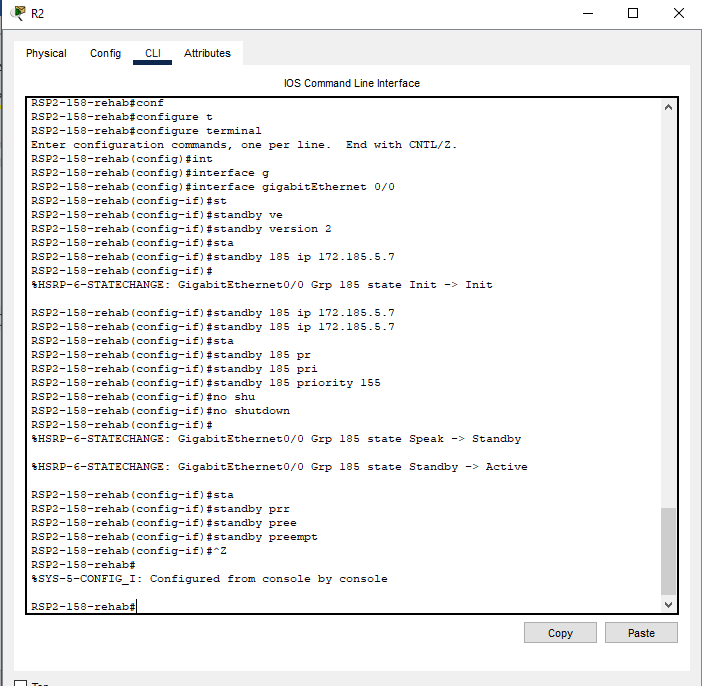 R2
Physical Config CLI Attributes
IOS Command Line Interface
RSP2-158-rehab#conf
RSP2-158-rehab#configure t
RSP2-158-rehab#configure terminal
Enter configuration commands, one per line.  End with CNTL/Z.
RSP2-158-rehab(config)#int
RSP2-158-rehab(config)#interface g
RSP2-158-rehab(config)#interface gigabitEthernet 0/0
RSP2-158-rehab(config-if)#st
RSP2-158-rehab(config-if)#standby ve
RSP2-158-rehab(config-if)#standby version 2
RSP2-158-rehab(config-if)#sta
RSP2-158-rehab(config-if)#standby 185 ip 172.185.5.7
RSP2-158-rehab(config-if)#
%HSRP-6-STATECHANGE: GigabitEthernet0/0 Grp 185 state Init -> Init
RSP2-158-rehab(config-if)#standby 185 ip 172.185.5.7
RSP2-158-rehab(config-if)#standby 185 ip 172.185.5.7
RSP2-158-rehab(config-if)#sta
RSP2-158-rehab(config-if)#standby 185 pr
RSP2-158-rehab(config-if)#standby 185 pri
RSP2-158-rehab(config-if)#standby 185 priority 155
RSP2-158-rehab(config-if)#no shu
RSP2-158-rehab(config-if)#no shutdown
RSP2-158-rehab(config-if)#
%HSRP-6-STATECHANGE: GigabitEthernet0/0 Grp 185 state Speak -> Standby
%HSRP-6-STATECHANGE: GigabitEthernet0/0 Grp 185 state Standby -> Active
RSP2-158-rehab(config-if)#sta
RSP2-158-rehab(config-if)#standby prr
RSP2-158-rehab(config-if)#standby pree
RSP2-158-rehab(config-if)#standby preempt
RSP2-158-rehab(config-if)#^Z
RSP2-158-rehab#
%SYS-5-CONFIG_I: Configured from console by console
RSP2-158-rehab#
Copy Paste